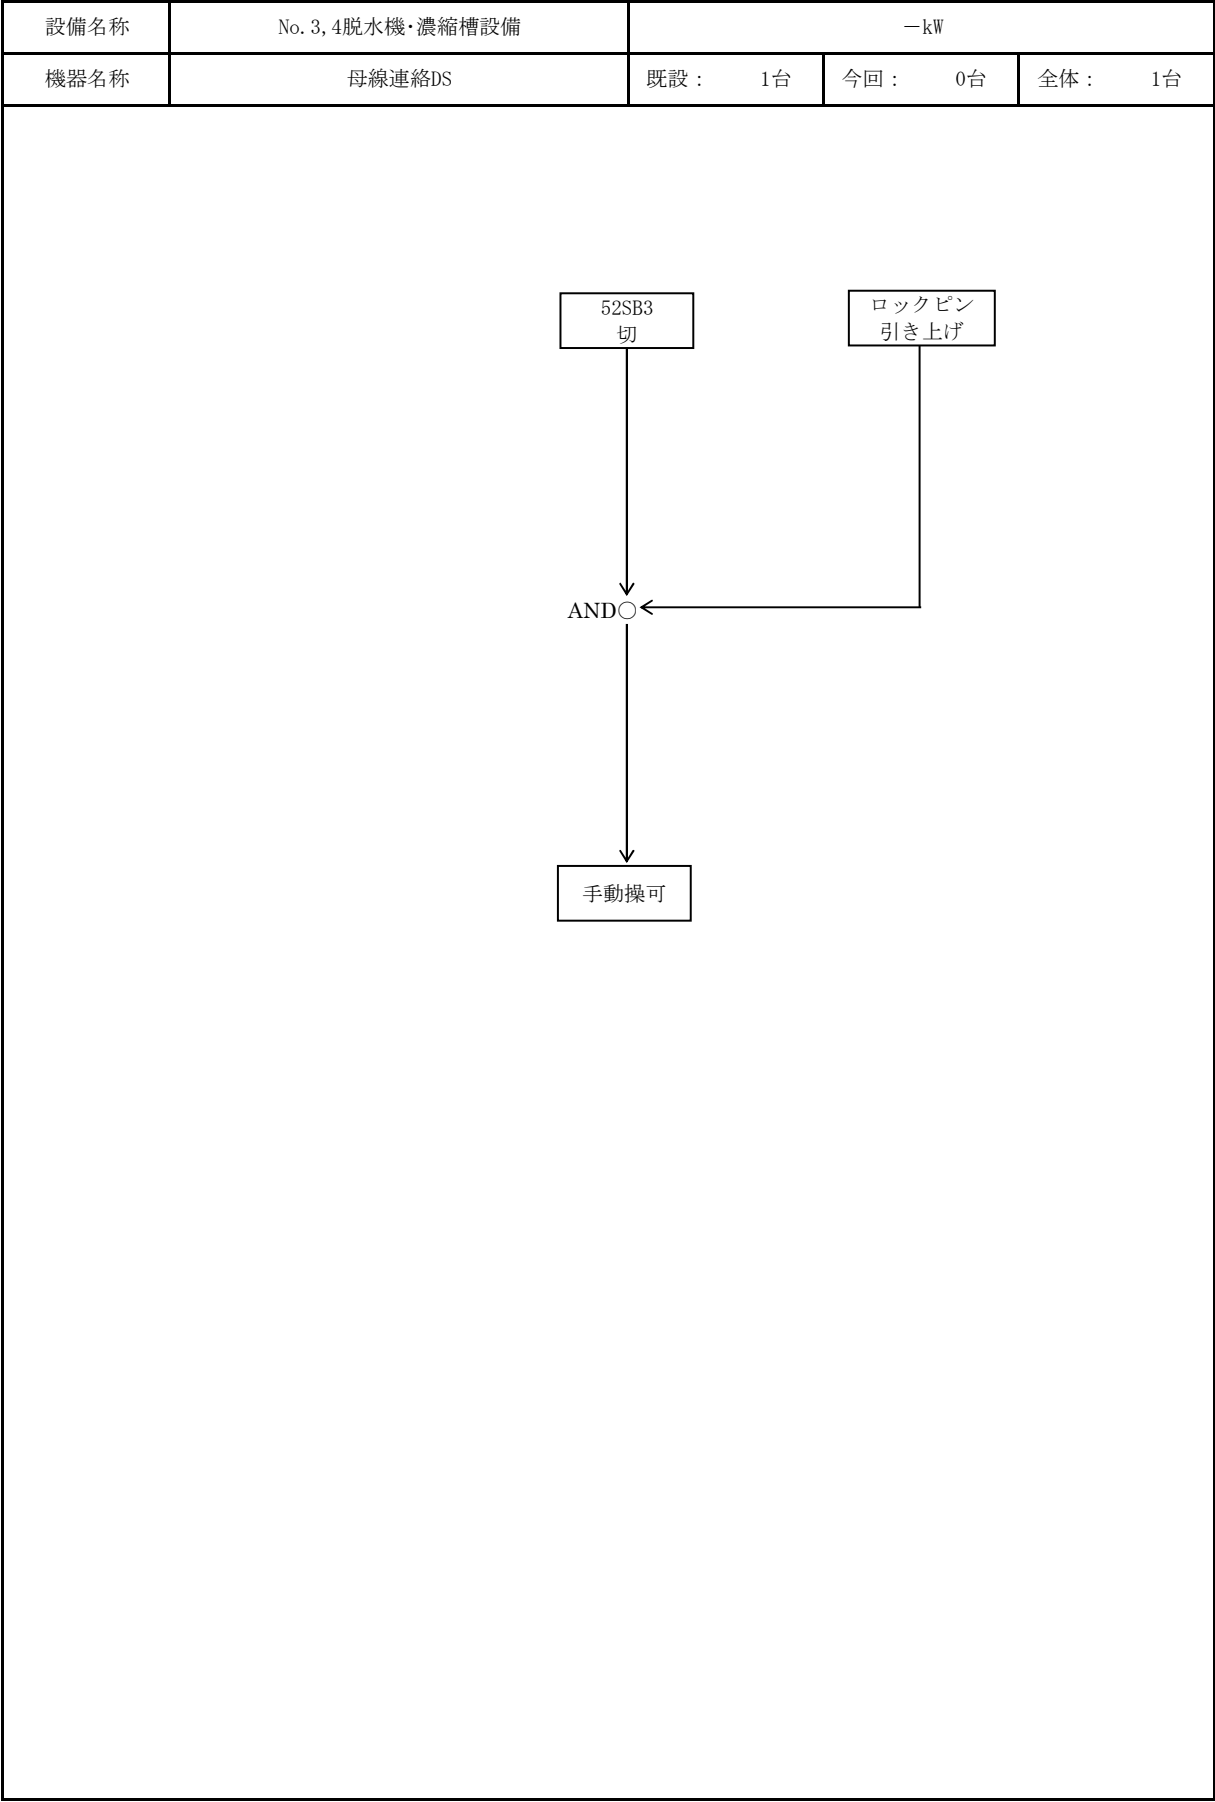 設備名称 No.3,4脱水機・濃縮槽設備 －kW
機器名称 母線連絡DS 既設： 1台 今回： 0台 全体： 1台
52SB3
切
ロックピン
引き上げ
AND○
手動操可